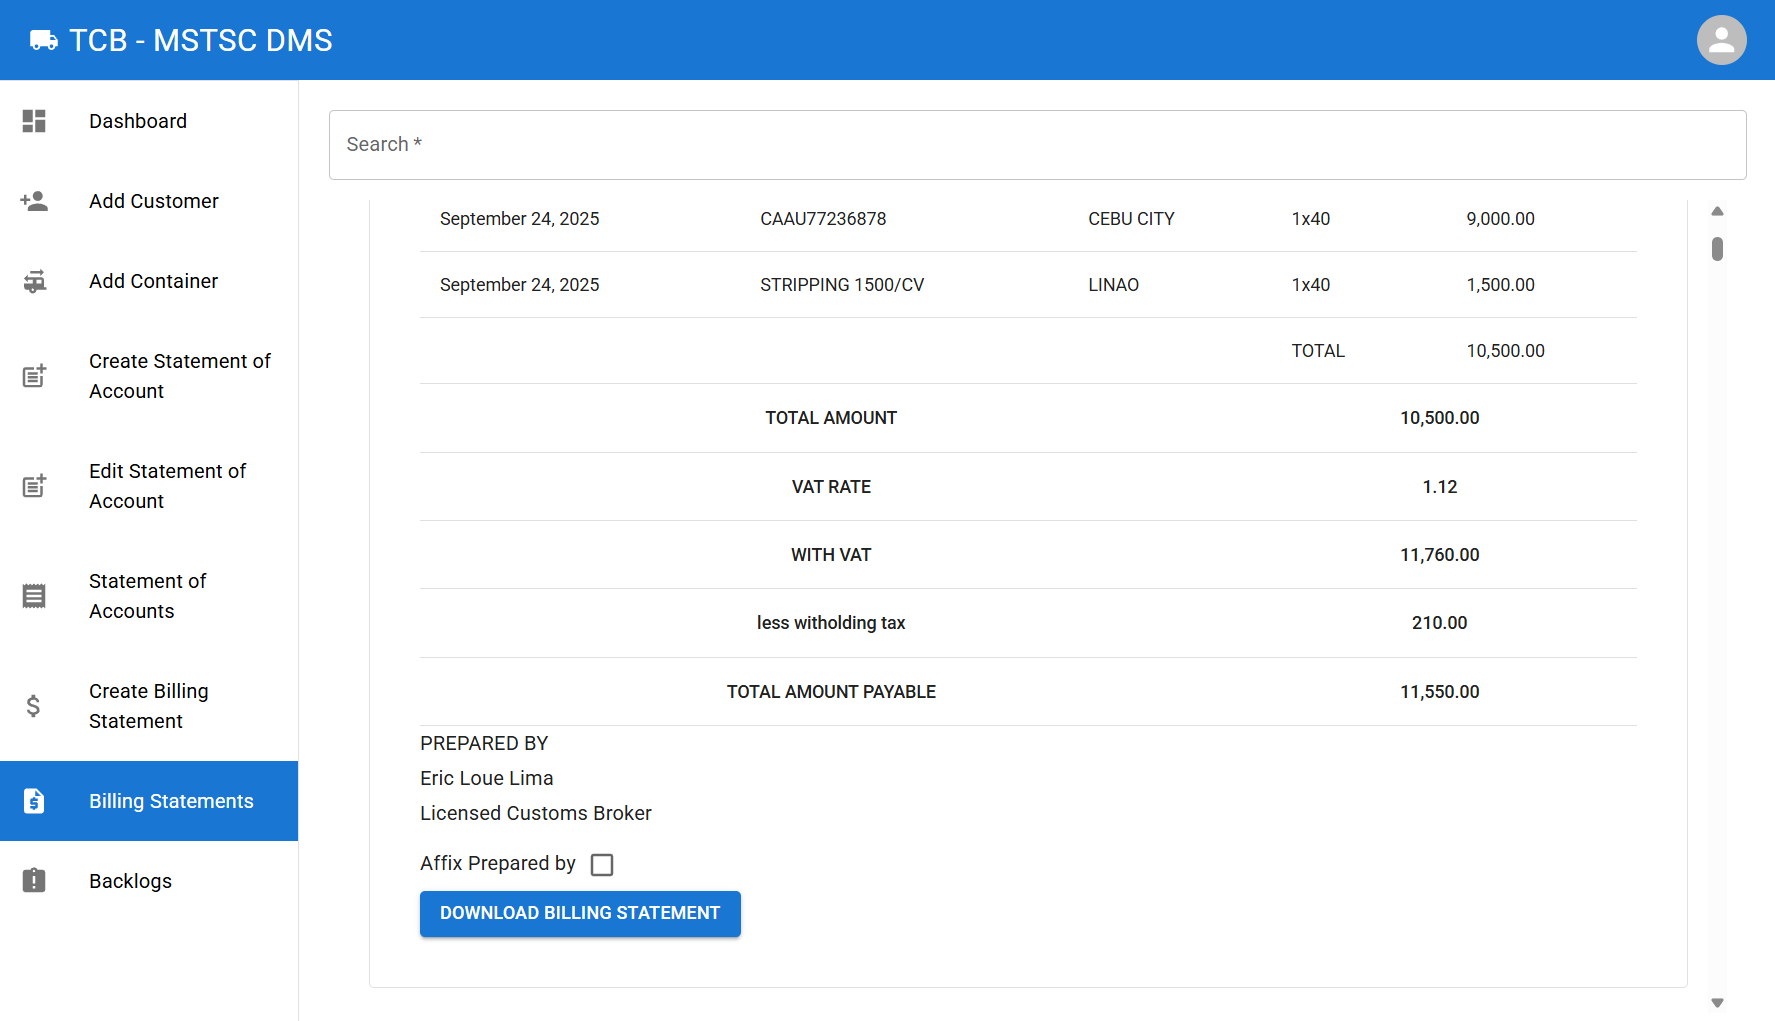 TCB - MSTSC DMS
Dashboard
Add Customer
Add Container
Create Statement of
Account
Edit Statement of
Account
Statement of
Accounts
Create Billing
Statement
Billing Statements
Backlogs
Search *
September 24, 2025 CAAU77236878 CEBU CITY 1x40 9,000.00
September 24, 2025 STRIPPING 1500/CV LINAO 1x40 1,500.00
TOTAL 10,500.00
TOTAL AMOUNT 10,500.00
VAT RATE 1.12
WITH VAT 11,760.00
less witholding tax 210.00
TOTAL AMOUNT PAYABLE 11,550.00
PREPARED BY
Eric Loue Lima
Licensed Customs Broker
Affix Prepared by
DOWNLOAD BILLING STATEMENT